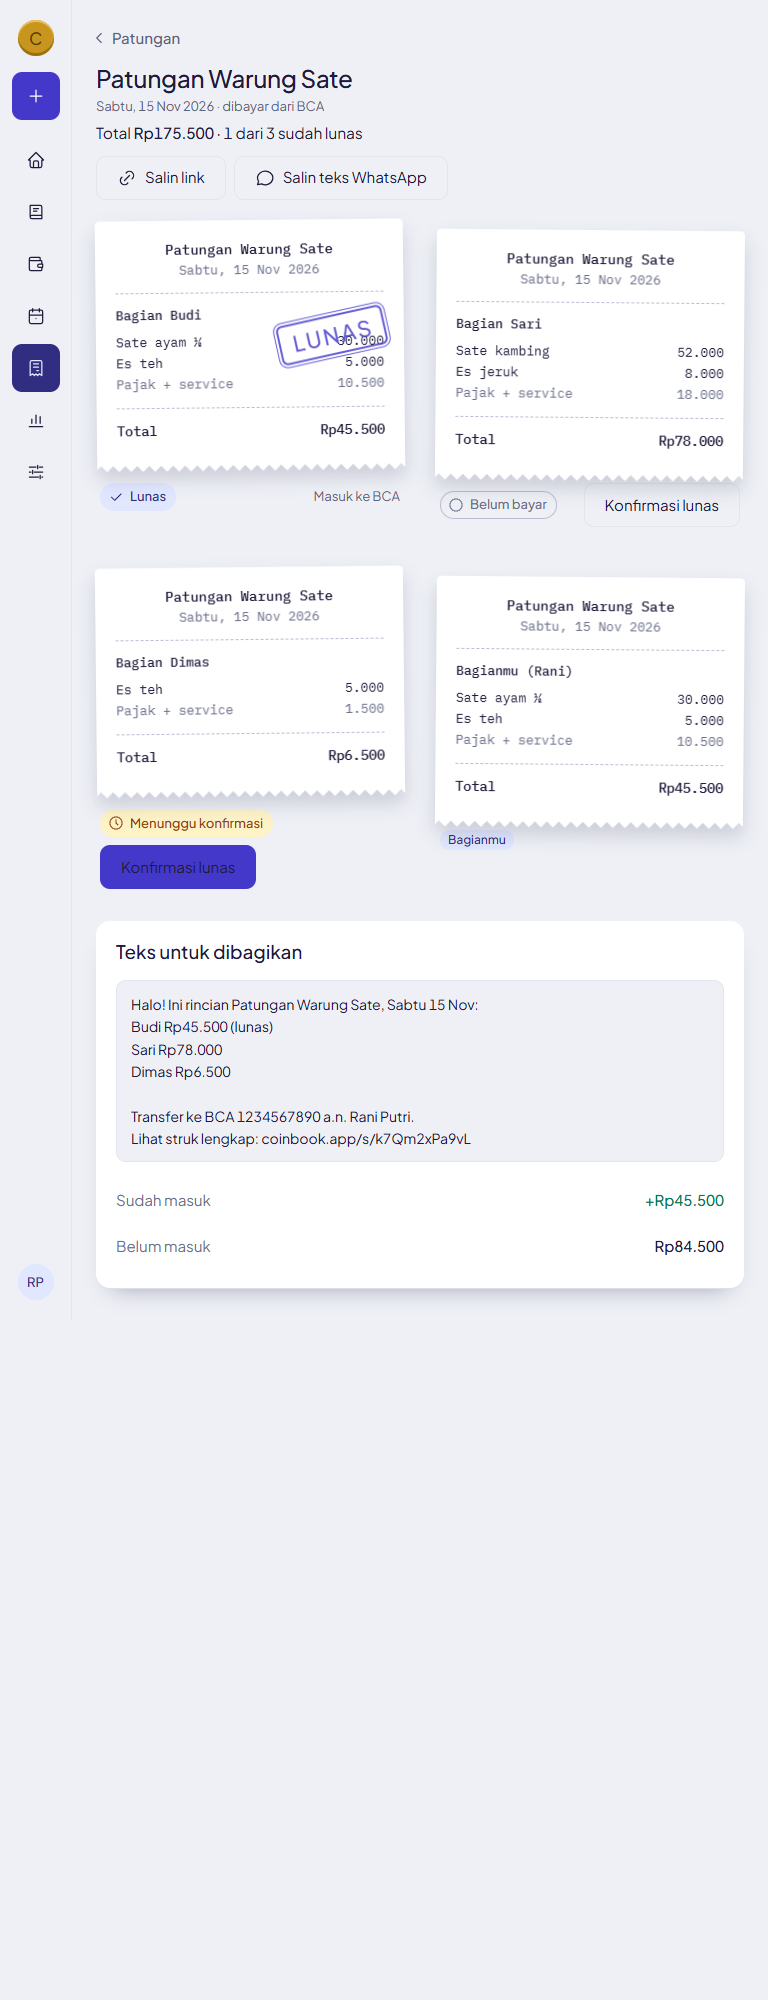 C
Patungan
Patungan Warung Sate
Sabtu, 15 Nov 2026 · dibayar dari BCA
Total Rp175.500 · 1 dari 3 sudah lunas
Salin link
Salin teks WhatsApp
Patungan Warung Sate
Sabtu, 15 Nov 2026
Bagian Budi
Sate ayam 30.000
Es teh 5.000
Pajak + service 10.500
Total Rp45.500
LUNAS
Lunas
Masuk ke BCA
Patungan Warung Sate
Sabtu, 15 Nov 2026
Bagian Sari
Sate kambing 52.000
Es jeruk 8.000
Pajak + service 18.000
Total Rp78.000
Belum bayar
Konfirmasi lunas
Patungan Warung Sate
Sabtu, 15 Nov 2026
Bagian Dimas
Es teh 5.000
Pajak + service 1.500
Total Rp6.500
Menunggu konfirmasi
Konfirmasi lunas
Patungan Warung Sate
Sabtu, 15 Nov 2026
Bagianmu (Rani)
Sate ayam 30.000
Es teh 5.000
Pajak + service 10.500
Total Rp45.500
Bagianmu
Teks untuk dibagikan
Halo! Ini rincian Patungan Warung Sate, Sabtu 15 Nov:
Budi Rp45.500 (lunas)
Sari Rp78.000
Dimas Rp6.500
Transfer ke BCA 1234567890 a.n. Rani Putri.
Lihat struk lengkap: coinbook.app/s/k7Qm2xPa9vL
Sudah masuk +Rp45.500
Belum masuk Rp84.500
RP